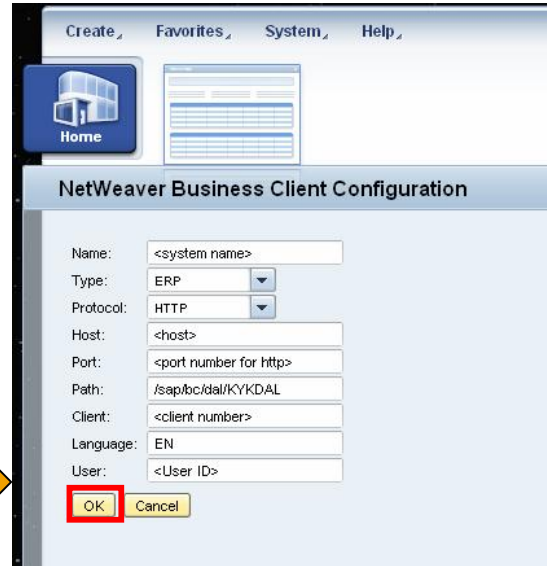 Create Favorites System Help
Home
NetWeaver Business Client Configuration
Name: <system name>
Type: ERP
Protocol: HTTP
Host: <host>
Port: <port number for http>
Path: /sap/bc/dal/KYKDAL
Client: <client number>
Language: EN
User: <User ID>
OK Cancel